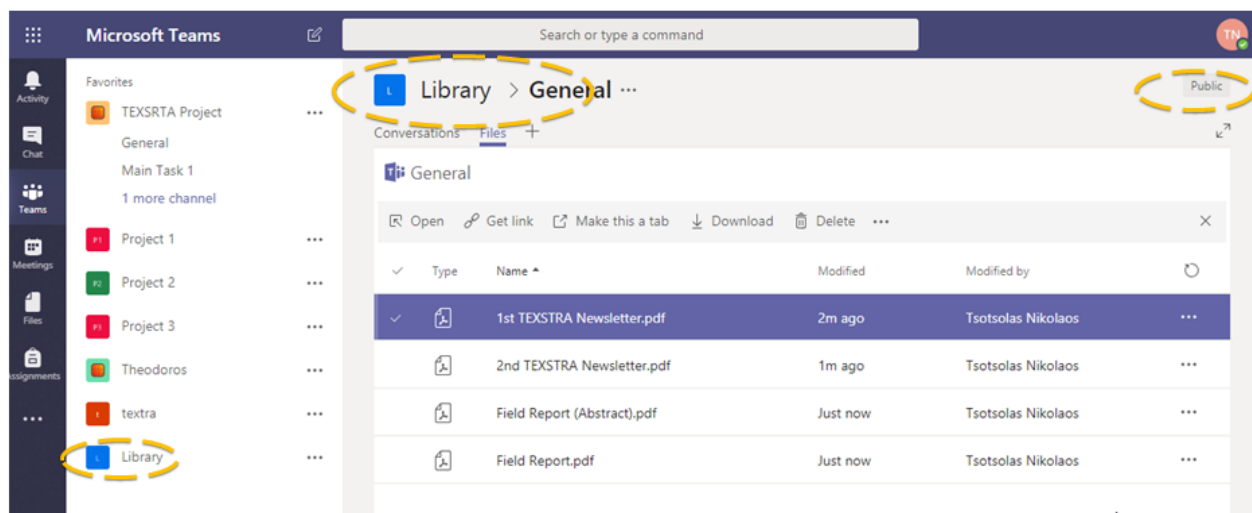 Microsoft Teams
Search or type a command
TN
Activity
Chat
Teams
Meetings
Files
Assignments
Favorites
TEXSRTA Project
General
Main Task 1
1 more channel
P1 Project 1
P2 Project 2
P3 Project 3
Theodoros
t textra
L Library
L Library > General ...
Public
Conversations Files +
General
Open Get link Make this a tab Download Delete ...
Type Name Modified Modified by
1st TEXSTRA Newsletter.pdf 2m ago Tsotsolas Nikolaos
2nd TEXSTRA Newsletter.pdf 1m ago Tsotsolas Nikolaos
Field Report (Abstract).pdf Just now Tsotsolas Nikolaos
Field Report.pdf Just now Tsotsolas Nikolaos